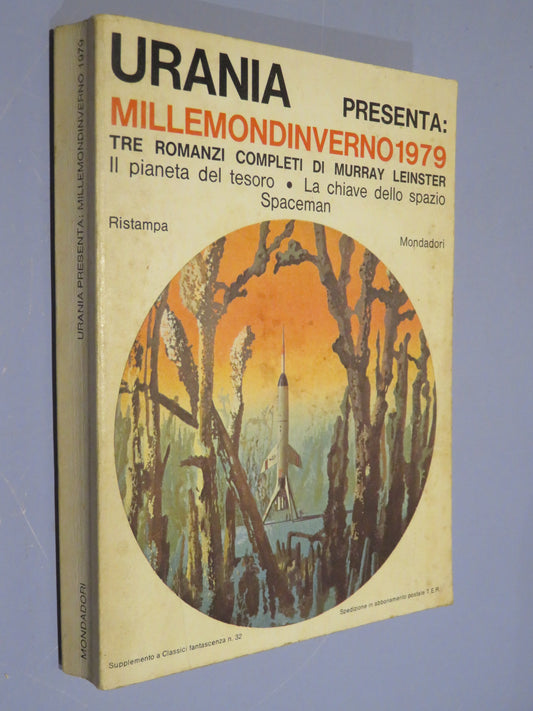 URANIA
PRESENTA:
MILLEMONDINVERNO1979
TRE ROMANZI COMPLETI DI MURRAY LEINSTER
Il pianeta del tesoro • La chiave dello spazio
Spaceman
Ristampa
Mondadori
Supplemento a Classici fantascienza n. 32
Spedizione in abbonamento postale T.E.R.
URANIA PRESENTA: MILLEMONDINVERNO 1979
MONDADORI